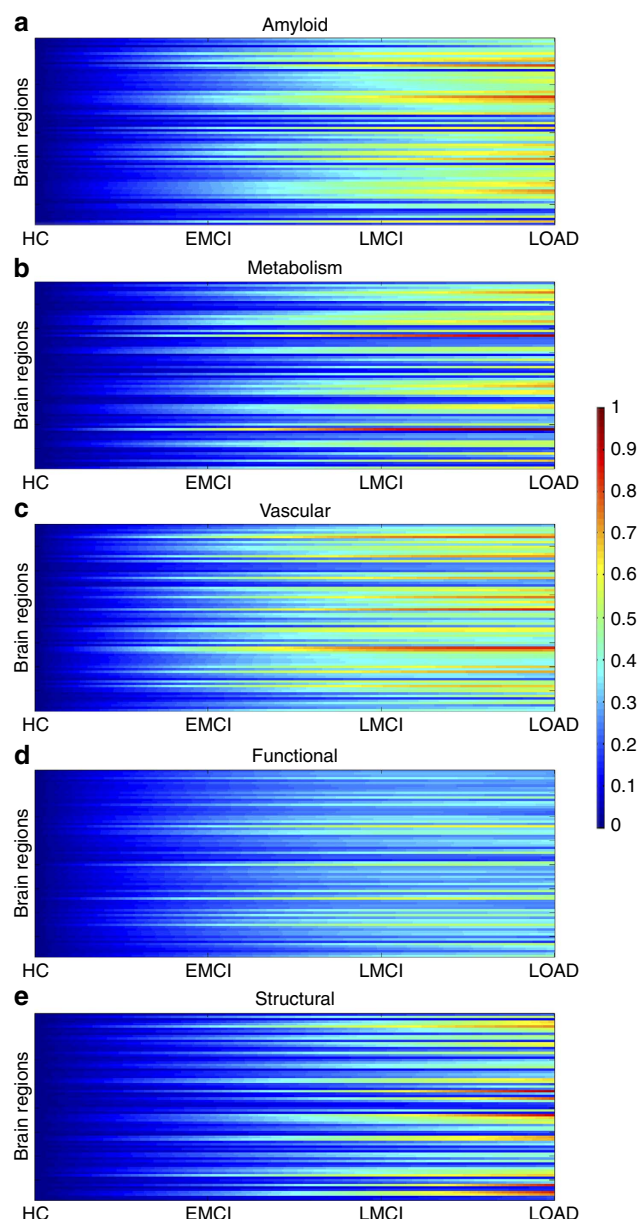 a
Amyloid
Brain regions
HC EMCI LMCI LOAD
b
Metabolism
Brain regions
HC EMCI LMCI LOAD
c
Vascular
Brain regions
HC EMCI LMCI LOAD
d
Functional
Brain regions
HC EMCI LMCI LOAD
e
Structural
Brain regions
HC EMCI LMCI LOAD
1
0.9
0.8
0.7
0.6
0.5
0.4
0.3
0.2
0.1
0